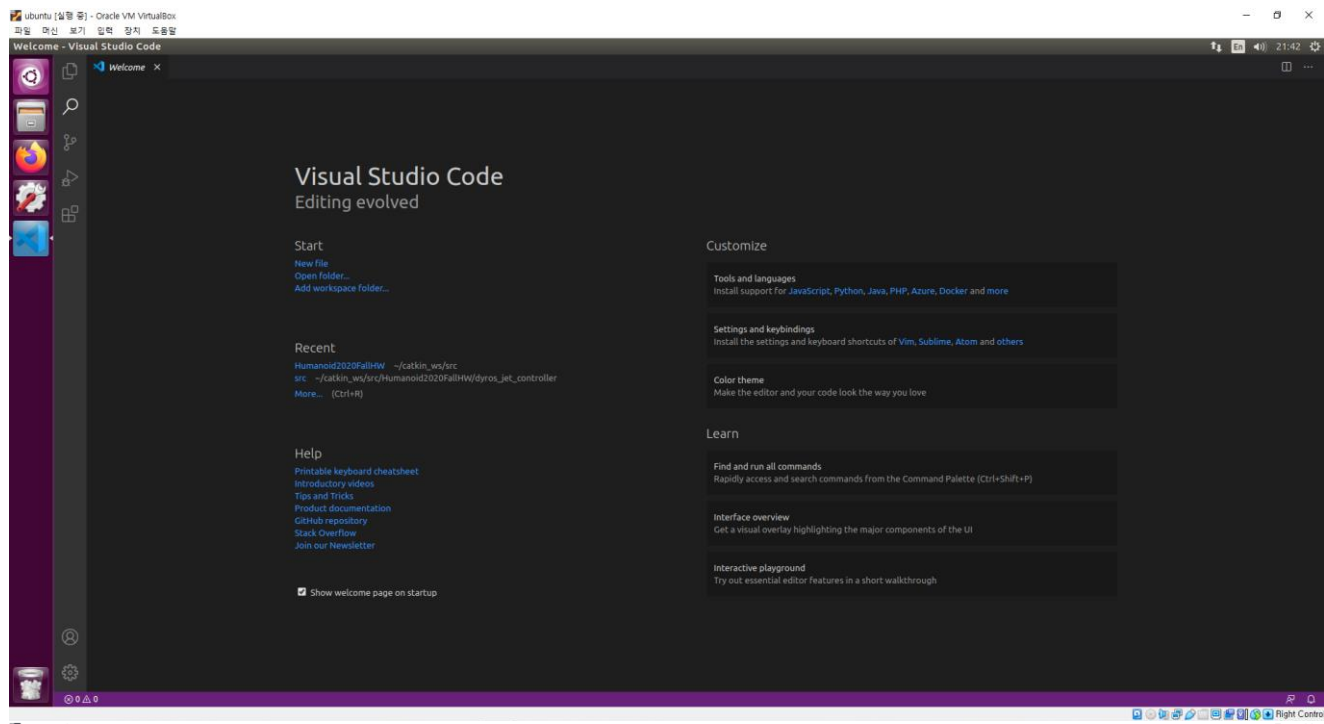 ubuntu [실행 중] - Oracle VM VirtualBox
파일 머신 보기 입력 장치 도움말
Welcome - Visual Studio Code
En 21:42
Welcome ×
Visual Studio Code
Editing evolved
Start
New file
Open folder...
Add workspace folder...
Recent
Humanoid2020FallHW ~/catkin_ws/src
src ~/catkin_ws/src/Humanoid2020FallHW/dyros_jet_controller
More... (Ctrl+R)
Help
Printable keyboard cheatsheet
Introductory videos
Tips and Tricks
Product documentation
GitHub repository
Stack Overflow
Join our Newsletter
Show welcome page on startup
Customize
Tools and languages
Install support for JavaScript, Python, Java, PHP, Azure, Docker and more
Settings and keybindings
Install the settings and keyboard shortcuts of Vim, Sublime, Atom and others
Color theme
Make the editor and your code look the way you love
Learn
Find and run all commands
Rapidly access and search commands from the Command Palette (Ctrl+Shift+P)
Interface overview
Get a visual overlay highlighting the major components of the UI
Interactive playground
Try out essential editor features in a short walkthrough
0 0
Right Contro